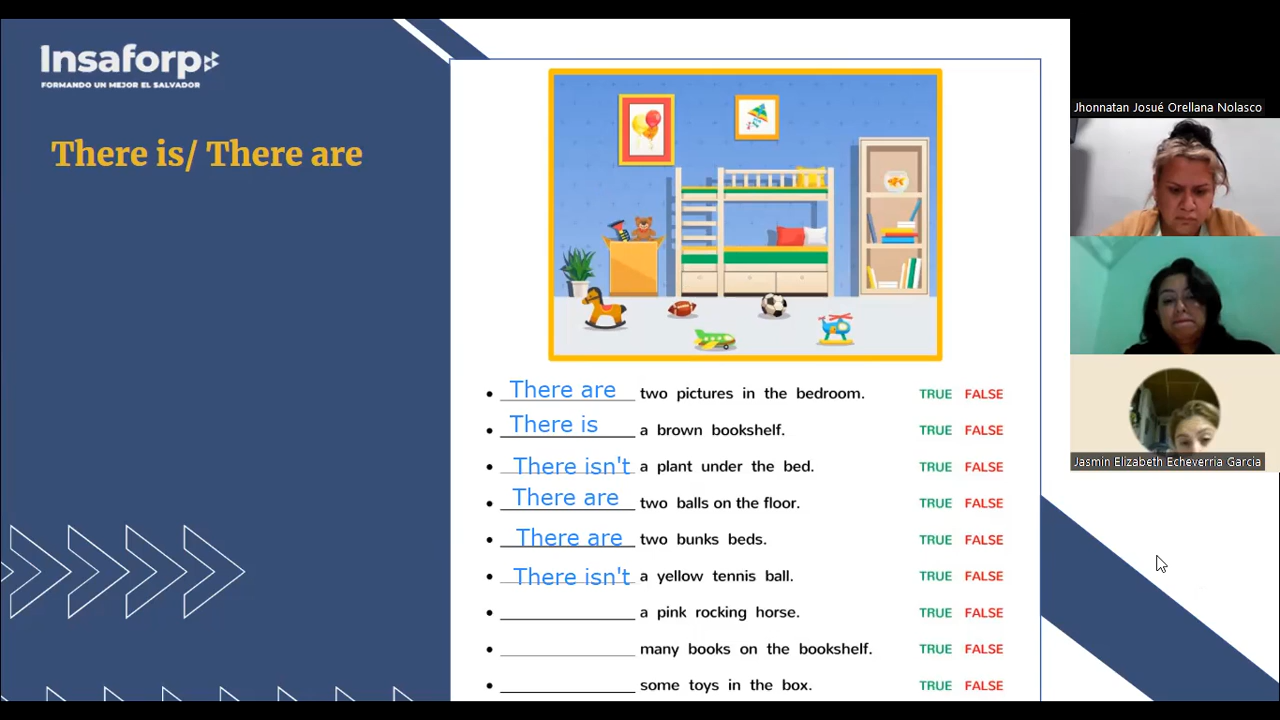 Insaforp
FORMANDO UN MEJOR EL SALVADOR
There is/ There are
There are two pictures in the bedroom. TRUE FALSE
There is a brown bookshelf. TRUE FALSE
There isn't a plant under the bed. TRUE FALSE
There are two balls on the floor. TRUE FALSE
There are two bunks beds. TRUE FALSE
There isn't a yellow tennis ball. TRUE FALSE
a pink rocking horse. TRUE FALSE
many books on the bookshelf. TRUE FALSE
some toys in the box. TRUE FALSE
Jhonnatan Josué Orellana Nolasco
Jasmin Elizabeth Echeverria Garcia